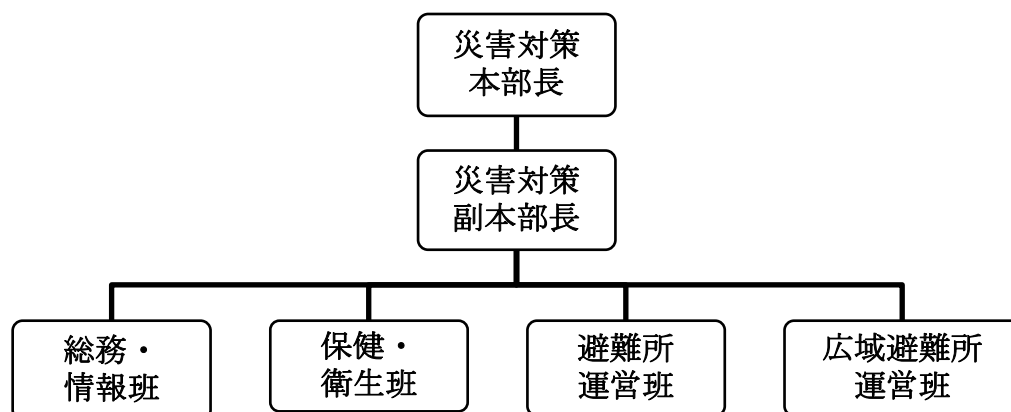 災害対策
本部長
災害対策
副本部長
総務・
情報班
保健・
衛生班
避難所
運営班
広域避難所
運営班